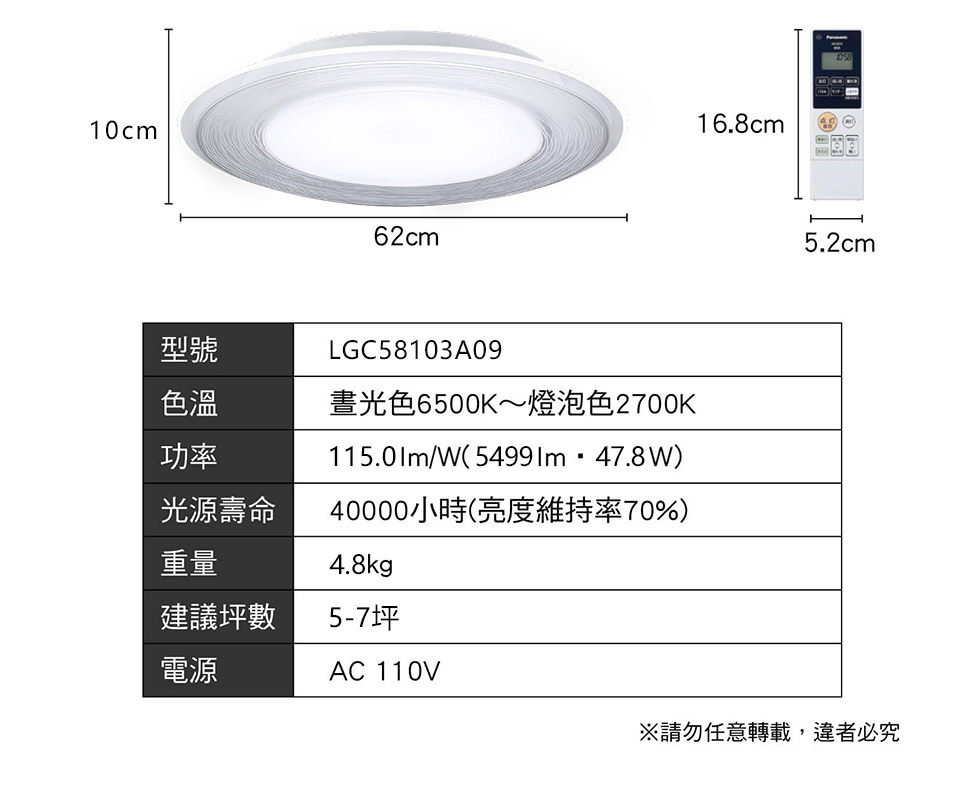 Panasonic
10:58
10cm
62cm
16.8cm
5.2cm
型號 LGC58103A09
色溫 晝光色6500K～燈泡色2700K
功率 115.0lm/W(5499lm・47.8W)
光源壽命 40000小時(亮度維持率70%)
重量 4.8kg
建議坪數 5-7坪
電源 AC 110V
※請勿任意轉載，違者必究